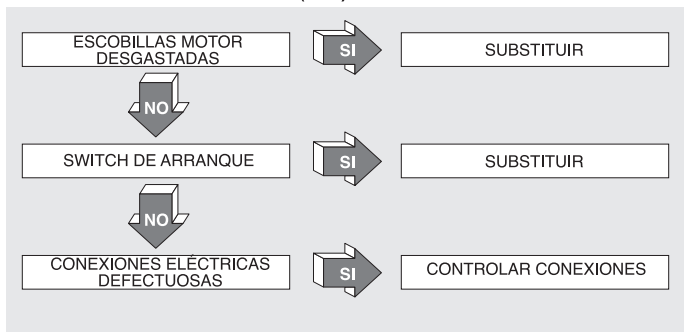 ESCOBILLAS MOTOR
DESGASTADAS
SI
SUBSTITUIR
NO
SWITCH DE ARRANQUE
SI
SUBSTITUIR
NO
CONEXIONES ELÉCTRICAS
DEFECTUOSAS
SI
CONTROLAR CONEXIONES